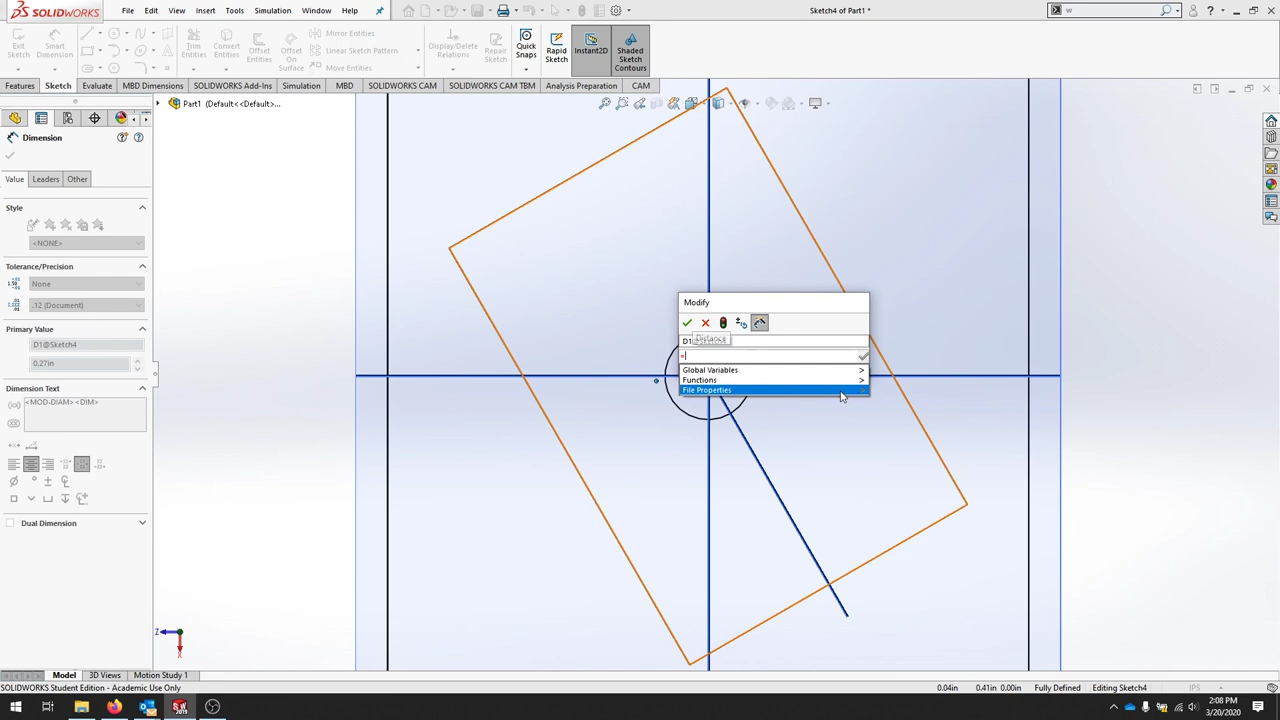 SOLIDWORKS
File Edit View Insert Tools Simulation Window Help
Sketch4 of Part1 *
w
Exit Sketch
Smart Dimension
Trim Entities
Convert Entities
Offset Entities
Offset On Surface
Mirror Entities
Linear Sketch Pattern
Move Entities
Display/Delete Relations
Repair Sketch
Quick Snaps
Rapid Sketch
Instant2D
Shaded Sketch Contours
Features Sketch Evaluate MBD Dimensions SOLIDWORKS Add-Ins Simulation MBD SOLIDWORKS CAM SOLIDWORKS CAM TBM Analysis Preparation CAM
Part1 (Default<<Default>...
Dimension
Value Leaders Other
Style
<NONE>
Tolerance/Precision
None
.12 (Document)
Primary Value
D1@Sketch4
0.27in
Dimension Text
<MOD-DIAM><DIM>
Dual Dimension
Modify
Distance
=
Global Variables >
Functions >
File Properties >
Z
X
Model 3D Views Motion Study 1
SOLIDWORKS Student Edition - Academic Use Only
0.04in 0.41in 0.00in Fully Defined Editing Sketch4 IPS
2:08 PM
3/20/2020